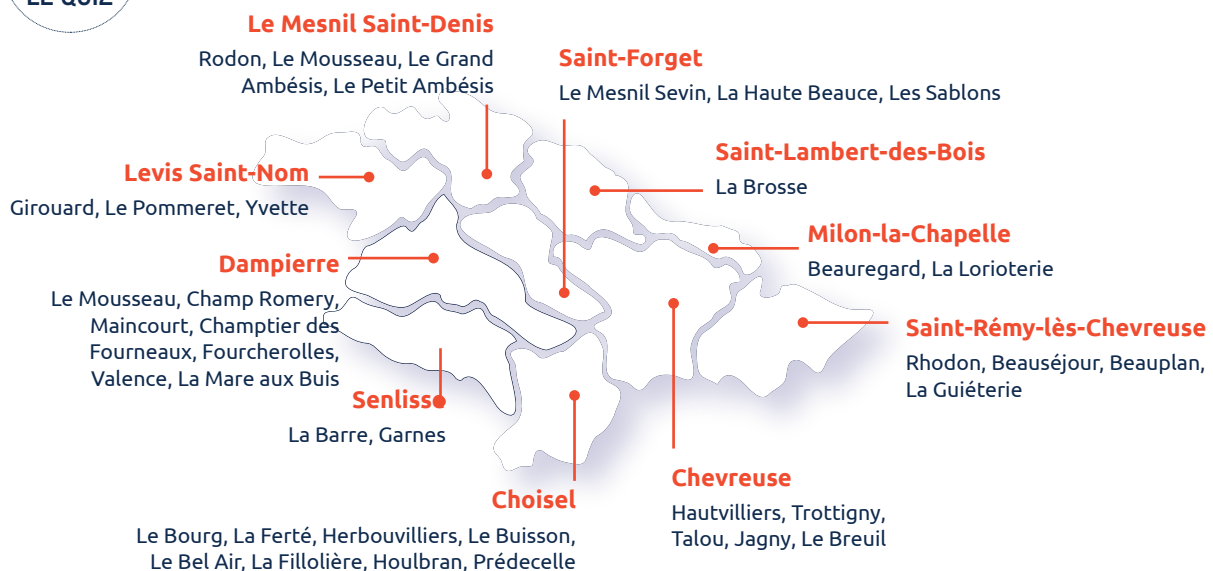 LE QUIZ
Le Mesnil Saint-Denis
Rodon, Le Mousseau, Le Grand
Ambésis, Le Petit Ambésis
Saint-Forget
Le Mesnil Sevin, La Haute Beauce, Les Sablons
Saint-Lambert-des-Bois
La Brosse
Levis Saint-Nom
Girouard, Le Pommeret, Yvette
Milon-la-Chapelle
Beauregard, La Lorioterie
Dampierre
Le Mousseau, Champ Romery,
Maincourt, Champtier des
Fourneaux, Fourcherolles,
Valence, La Mare aux Buis
Saint-Rémy-lès-Chevreuse
Rhodon, Beauséjour, Beauplan,
La Guiéterie
Senlisse
La Barre, Garnes
Chevreuse
Hautvilliers, Trottigny,
Talou, Jagny, Le Breuil
Choisel
Le Bourg, La Ferté, Herbouvilliers, Le Buisson,
Le Bel Air, La Fillolière, Houlbran, Prédecelle